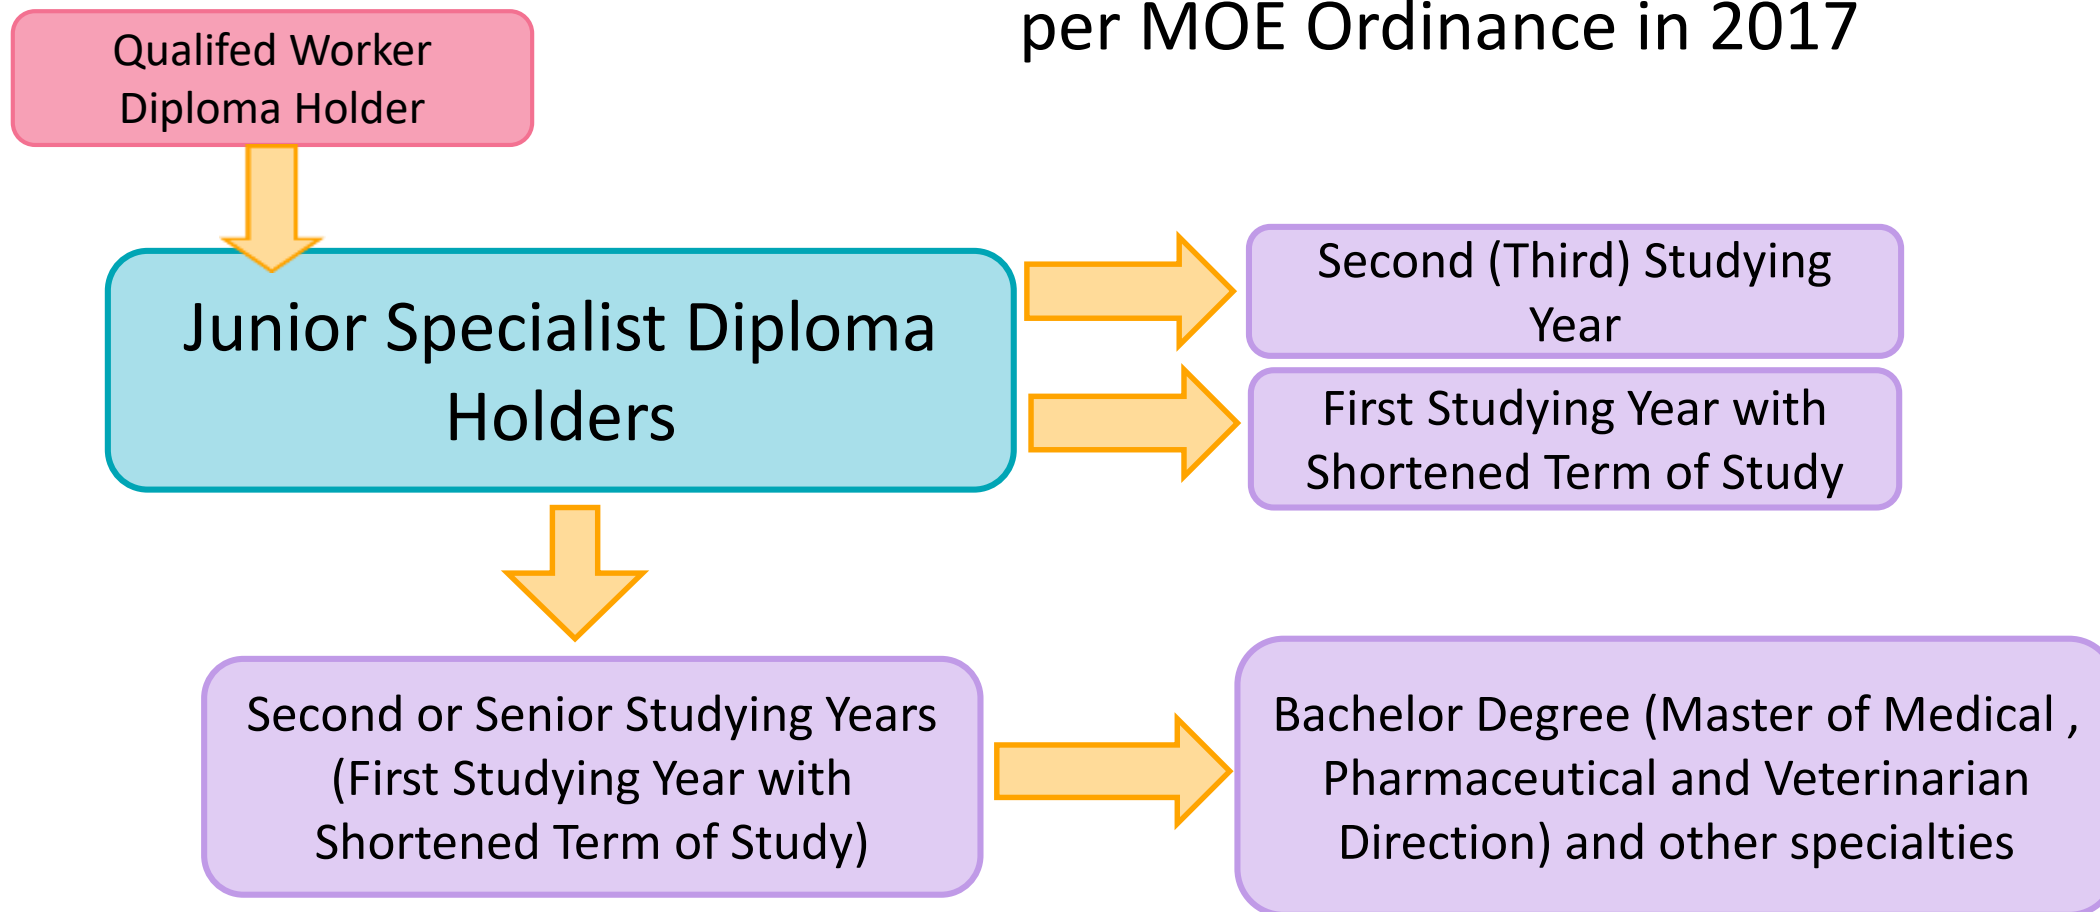 per MOE Ordinance in 2017
Qualifed Worker
Diploma Holder
Junior Specialist Diploma
Holders
Second (Third) Studying
Year
First Studying Year with
Shortened Term of Study
Second or Senior Studying Years
(First Studying Year with
Shortened Term of Study)
Bachelor Degree (Master of Medical ,
Pharmaceutical and Veterinarian
Direction) and other specialties